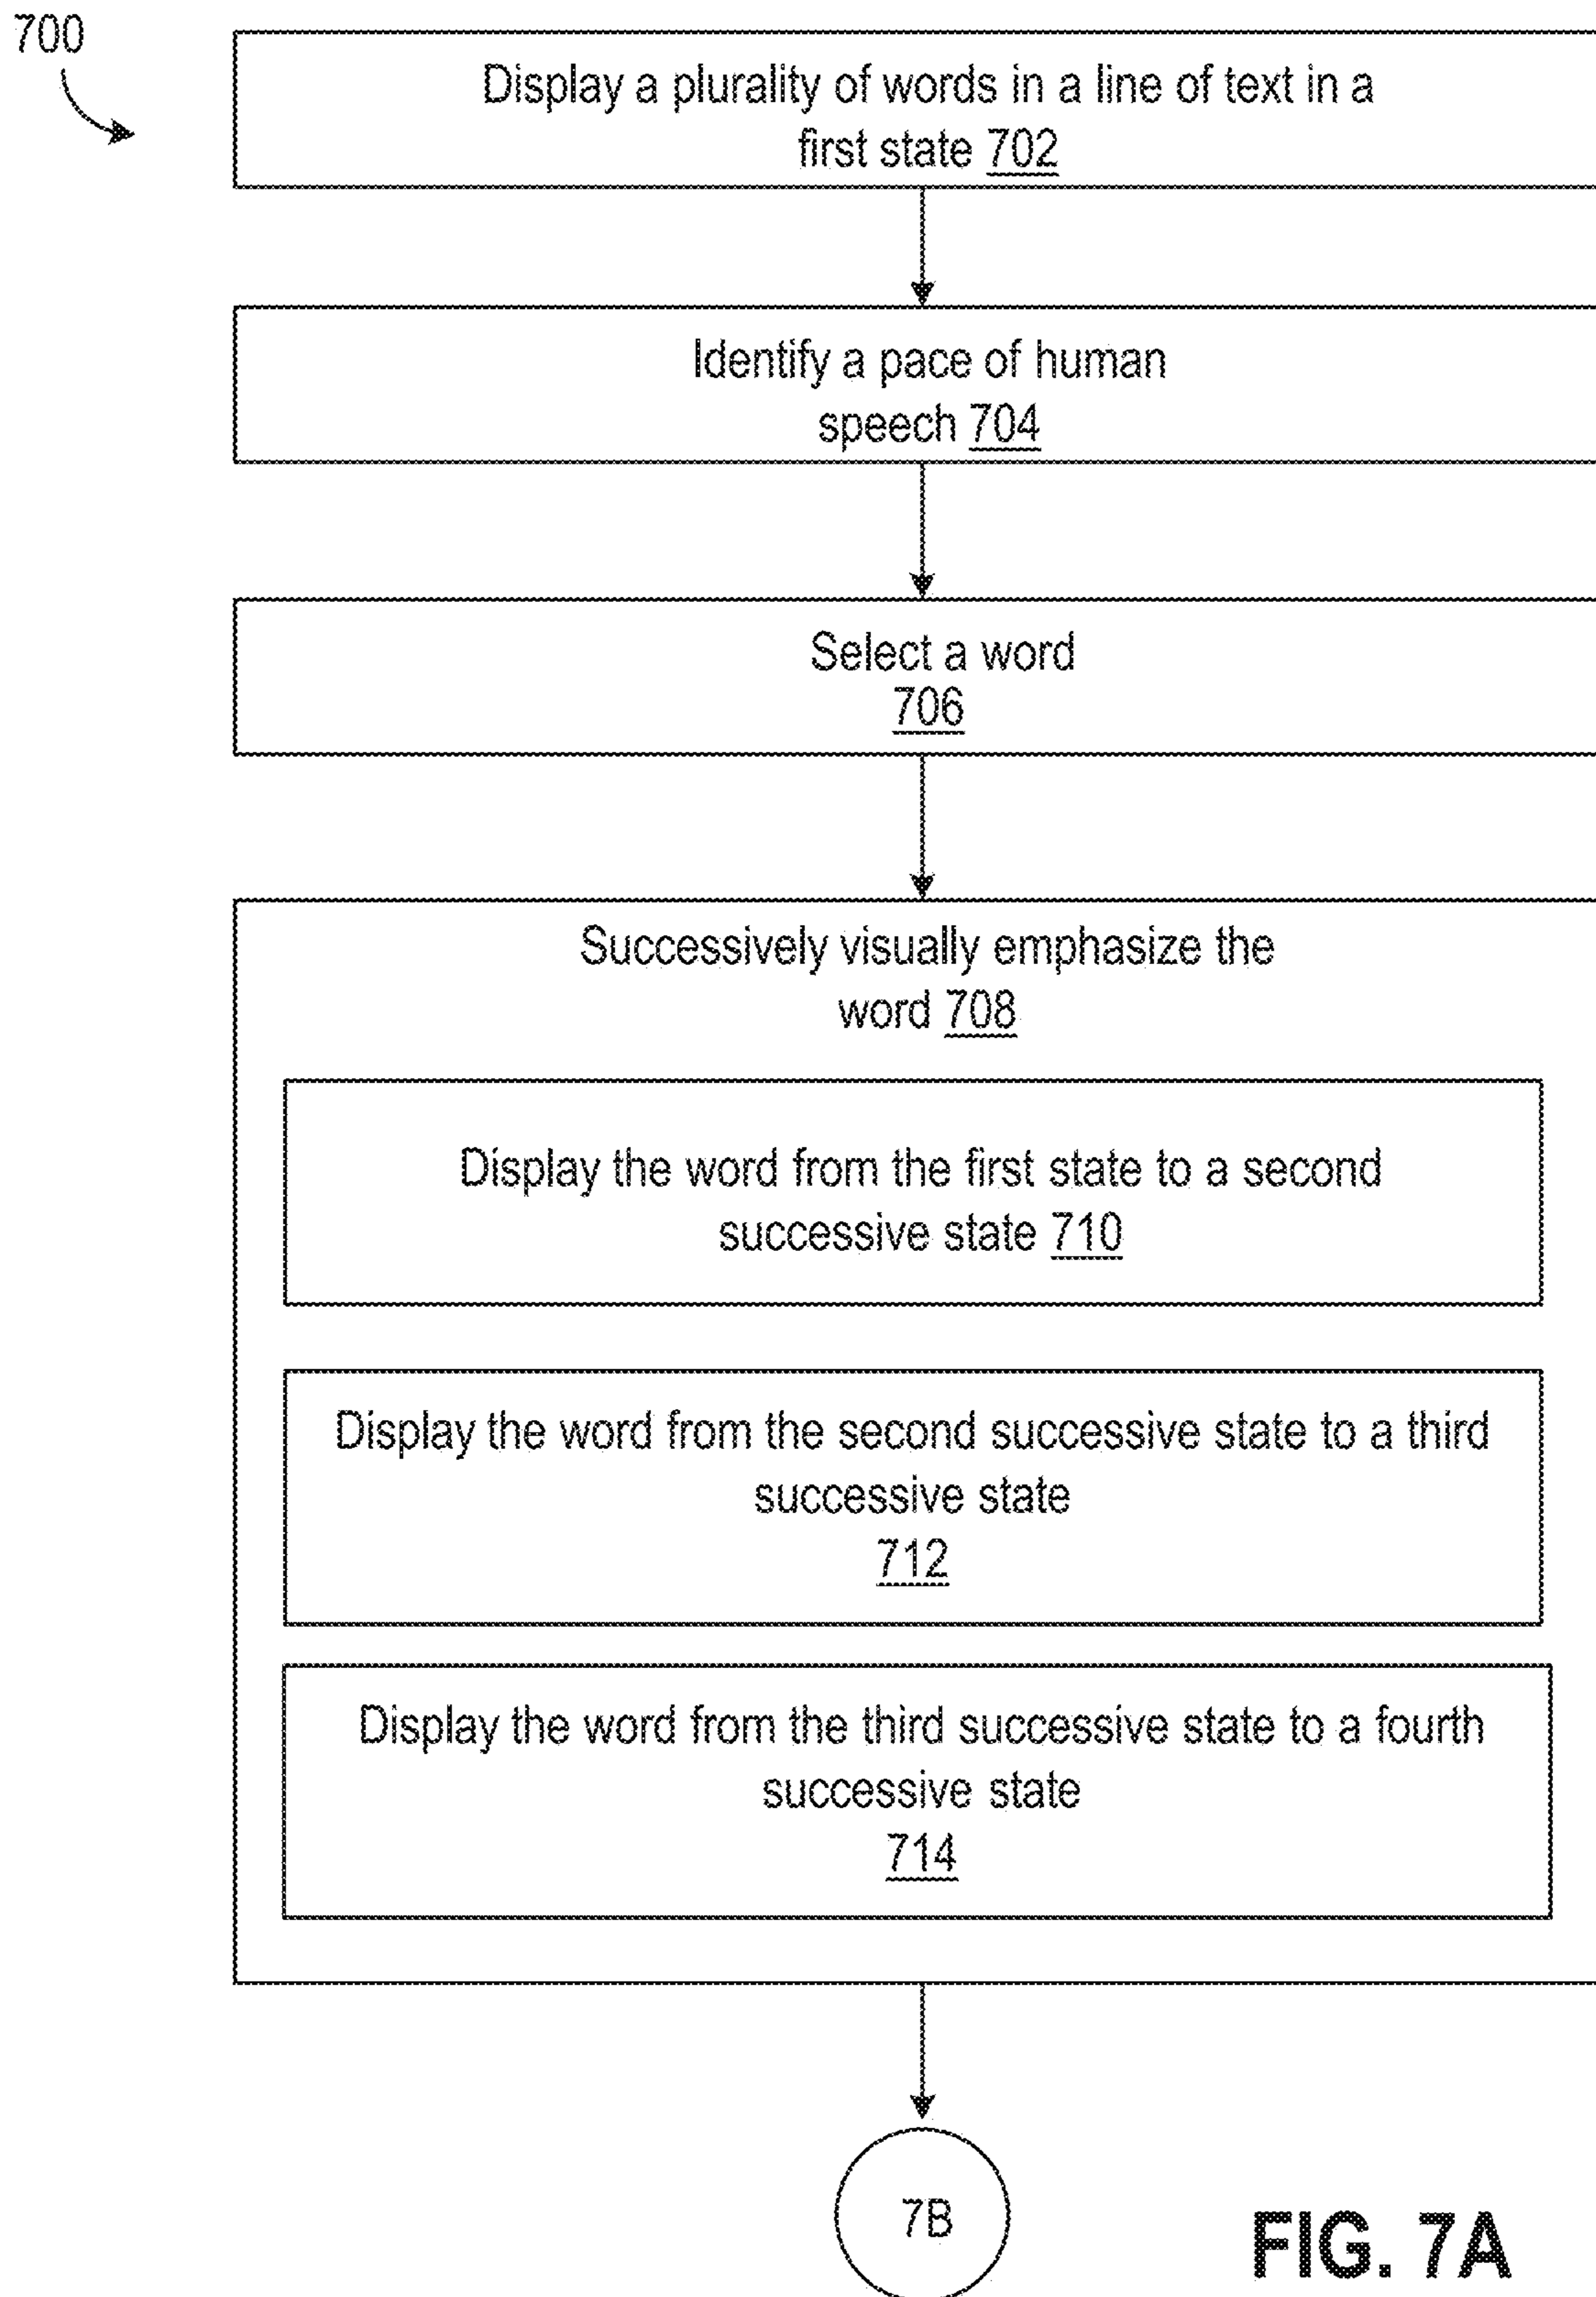 700
Display a plurality of words in a line of text in a
first state 702
Identify a pace of human
speech 704
Select a word
706
Successively visually emphasize the
word 708
Display the word from the first state to a second
successive state 710
Display the word from the second successive state to a third
successive state
712
Display the word from the third successive state to a fourth
successive state
714
7B
FIG. 7A